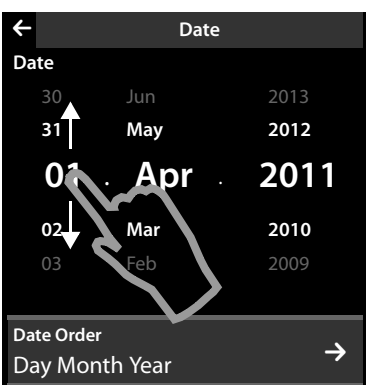 Date
Date
30 Jun 2013
31 May 2012
01 . Apr . 2011
02 Mar 2010
03 Feb 2009
Date Order
Day Month Year